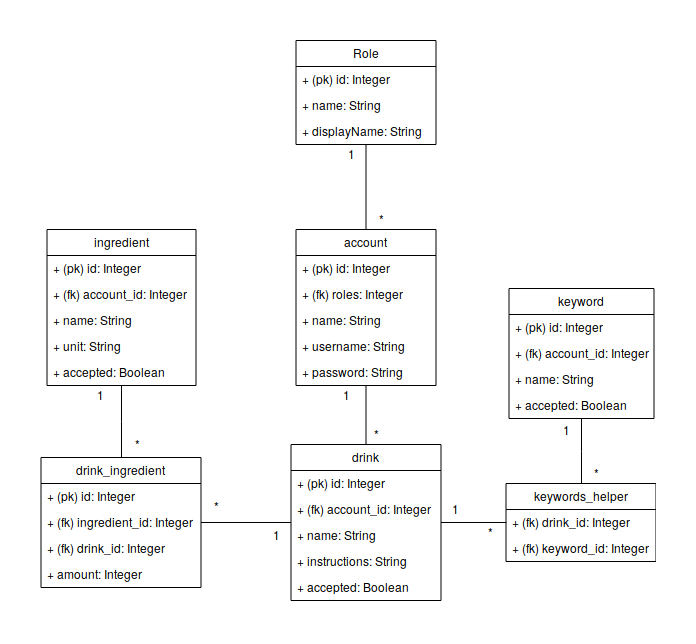 Role
+ (pk) id: Integer
+ name: String
+ displayName: String
1
*
ingredient
+ (pk) id: Integer
+ (fk) account_id: Integer
+ name: String
+ unit: String
+ accepted: Boolean
1
*
account
+ (pk) id: Integer
+ (fk) roles: Integer
+ name: String
+ username: String
+ password: String
1
*
keyword
+ (pk) id: Integer
+ (fk) account_id: Integer
+ name: String
+ accepted: Boolean
1
*
drink_ingredient
+ (pk) id: Integer
+ (fk) ingredient_id: Integer
+ (fk) drink_id: Integer
+ amount: Integer
*
1
drink
+ (pk) id: Integer
+ (fk) account_id: Integer
+ name: String
+ instructions: String
+ accepted: Boolean
1
*
keywords_helper
+ (fk) drink_id: Integer
+ (fk) keyword_id: Integer